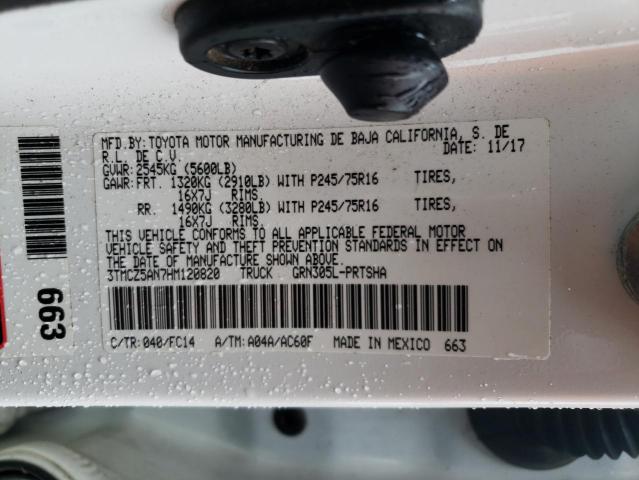 MFD.BY:TOYOTA MOTOR MANUFACTURING DE BAJA CALIFORNIA, S. DE
R.L. DE C.V. DATE: 11/17
GVWR: 2545KG (5600LB)
GAWR: FRT. 1320KG (2910LB) WITH P245/75R16 TIRES,
16X7J RIMS,
RR. 1490KG (3280LB) WITH P245/75R16 TIRES,
16X7J RIMS,
THIS VEHICLE CONFORMS TO ALL APPLICABLE FEDERAL MOTOR
VEHICLE SAFETY AND THEFT PREVENTION STANDARDS IN EFFECT ON
THE DATE OF MANUFACTURE SHOWN ABOVE.
3TMCZ5AN7HM120820 TRUCK GRN305L-PRTSHA
C/TR: 040/FC14 A/TM: A04A/AC60F MADE IN MEXICO 663
663